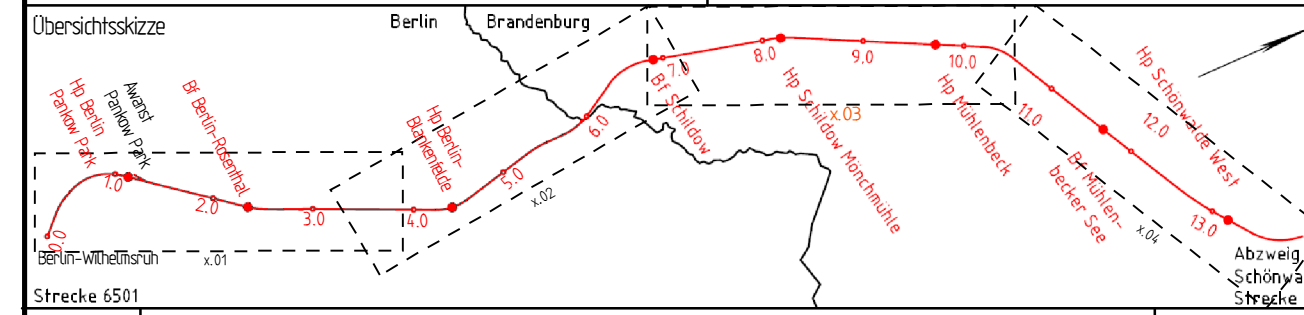 Übersichtsskizze
Berlin
Brandenburg
Hp Berlin
Pankow Park
Awanst
Pankow Park
Bf Berlin-Rosenthal
Hp Berlin-
Blankenfelde
Bf Schildow
Hp Schildow Mönchmühle
Hp Mühlenbeck
Bf Mühlen-
becker See
Hp Schönwalde West
0.0
1.0
2.0
3.0
4.0
5.0
6.0
7.0
8.0
9.0
10.0
11.0
12.0
13.0
x.01
x.02
x.03
x.04
Berlin-Wilhelmsruh
Strecke 6501
Abzweig
Schönwa
Strecke